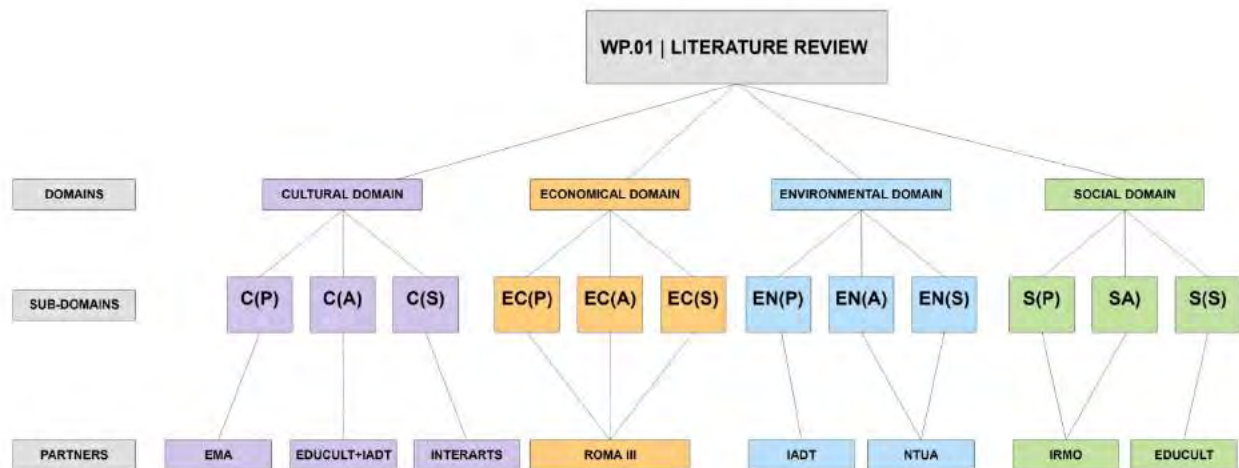 WP.01 | LITERATURE REVIEW
DOMAINS
CULTURAL DOMAIN
ECONOMICAL DOMAIN
ENVIRONMENTAL DOMAIN
SOCIAL DOMAIN
SUB-DOMAINS
C(P)
C(A)
C(S)
EC(P)
EC(A)
EC(S)
EN(P)
EN(A)
EN(S)
S(P)
SA)
S(S)
PARTNERS
EMA
EDUCULT+IADT
INTERARTS
ROMA III
IADT
NTUA
IRMO
EDUCULT